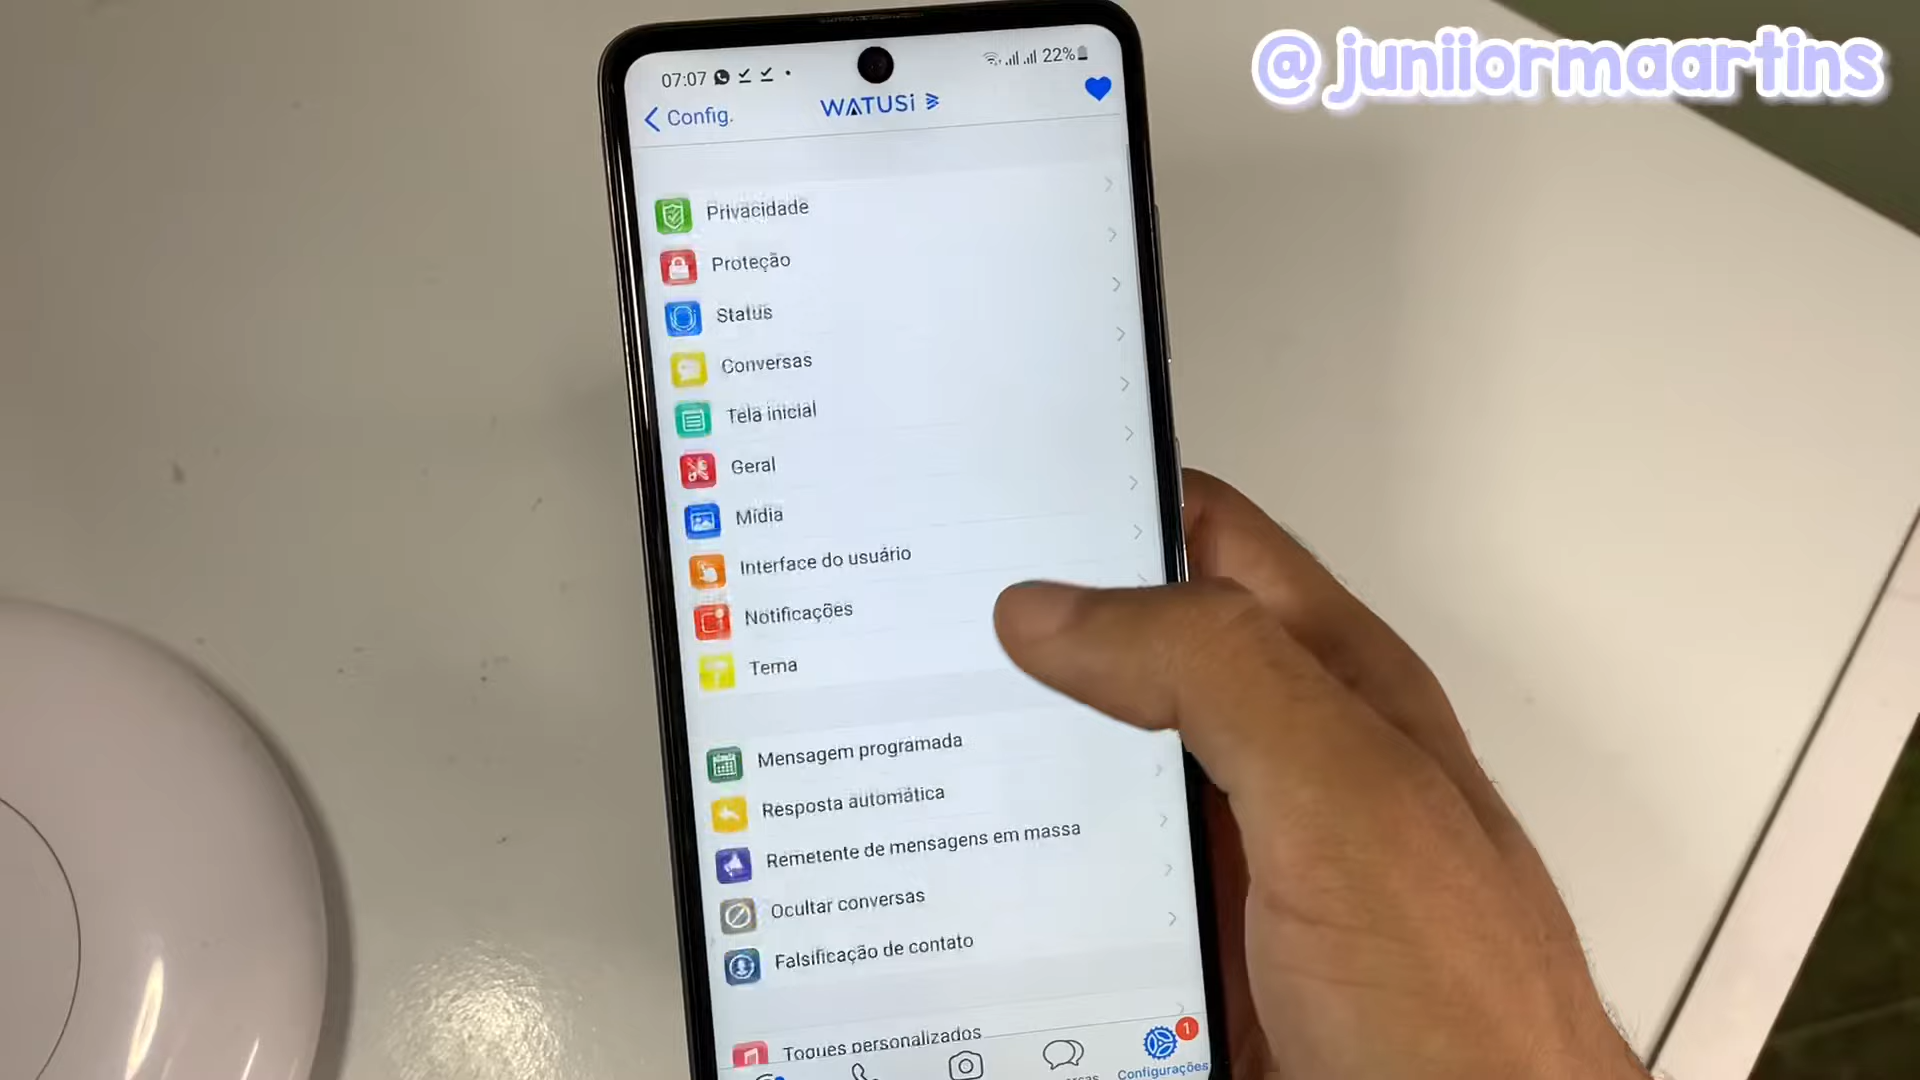 @juniiormaartins
07:07 22%
Config. WATUSi
Privacidade
Proteção
Status
Conversas
Tela inicial
Geral
Mídia
Interface do usuário
Notificações
Tema
Mensagem programada
Resposta automática
Remetente de mensagens em massa
Ocultar conversas
Falsificação de contato
Toques personalizados
1
Configurações